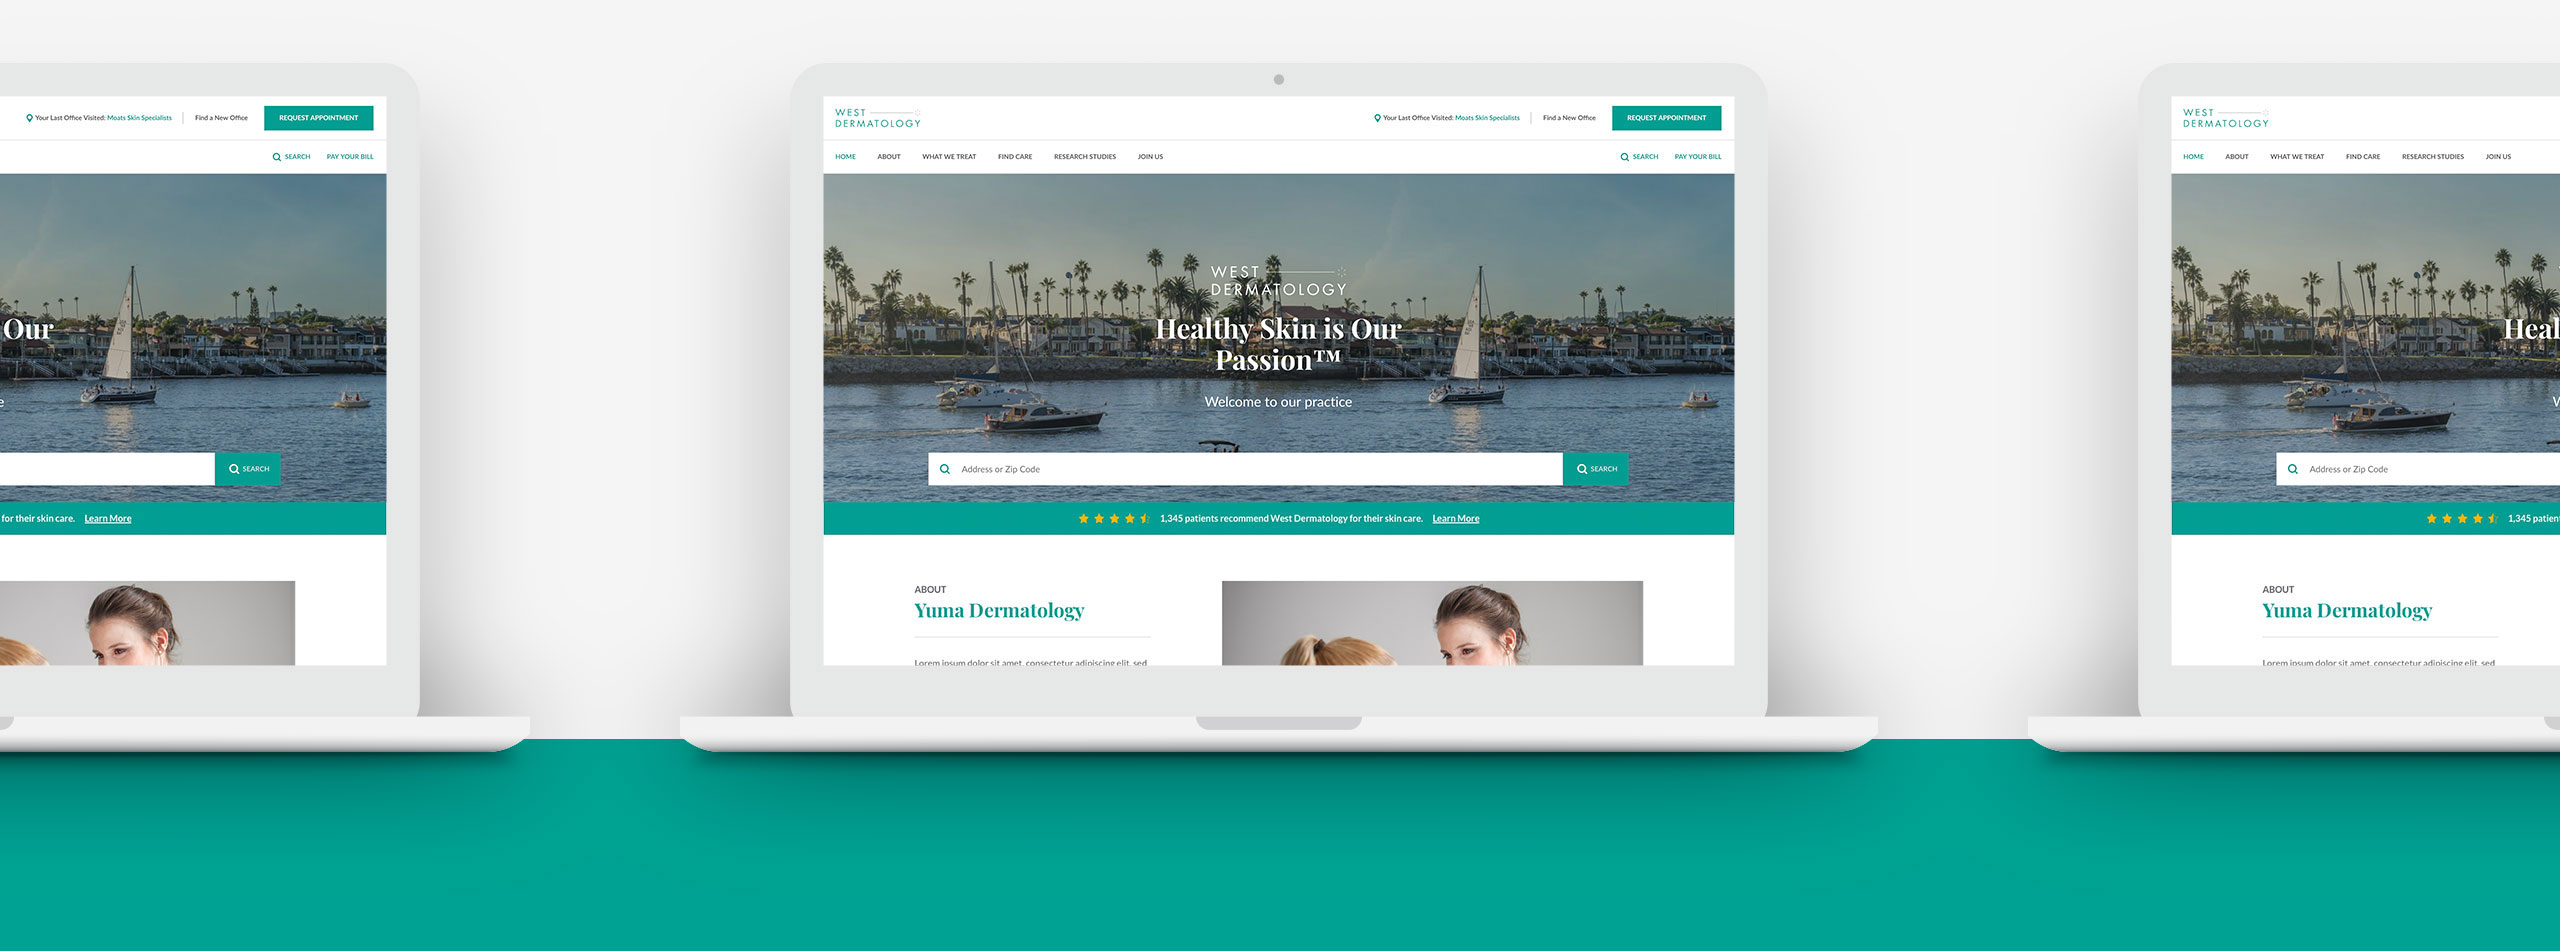 Your Last Office Visited: Moats Skin Specialists
Find a New Office
REQUEST APPOINTMENT
SEARCH
PAY YOUR BILL
Our
e
SEARCH
for their skin care. Learn More
WEST
DERMATOLOGY
Your Last Office Visited: Moats Skin Specialists
Find a New Office
REQUEST APPOINTMENT
HOME ABOUT WHAT WE TREAT FIND CARE RESEARCH STUDIES JOIN US
SEARCH
PAY YOUR BILL
WEST
DERMATOLOGY
Healthy Skin is Our
Passion™
Welcome to our practice
Address or Zip Code
SEARCH
1,345 patients recommend West Dermatology for their skin care. Learn More
ABOUT
Yuma Dermatology
Lorem ipsum dolor sit amet, consectetur adipiscing elit, sed
WEST
DERMATOLOGY
HOME ABOUT WHAT WE TREAT FIND CARE RESEARCH STUDIES JOIN US
Heal
W
Address or Zip Code
1,345 patien
ABOUT
Yuma Dermatology
Lorem ipsum dolor sit amet, consectetur adipiscing elit, sed